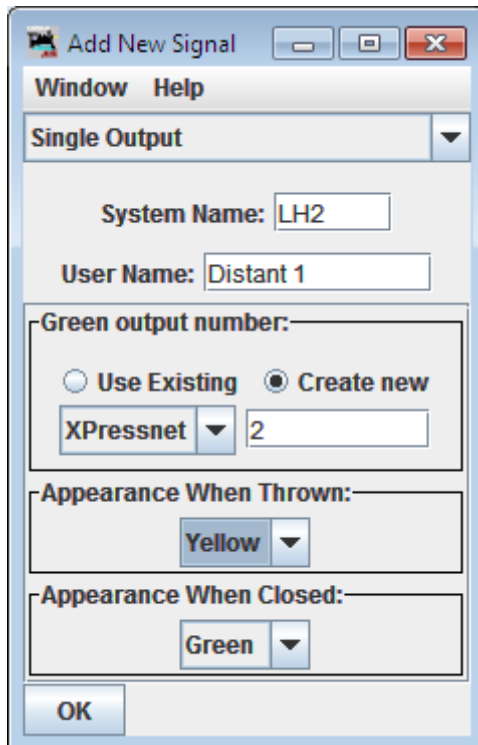 Add New Signal
Window Help
Single Output
System Name: LH2
User Name: Distant 1
Green output number:
Use Existing Create new
XPressnet 2
Appearance When Thrown:
Yellow
Appearance When Closed:
Green
OK